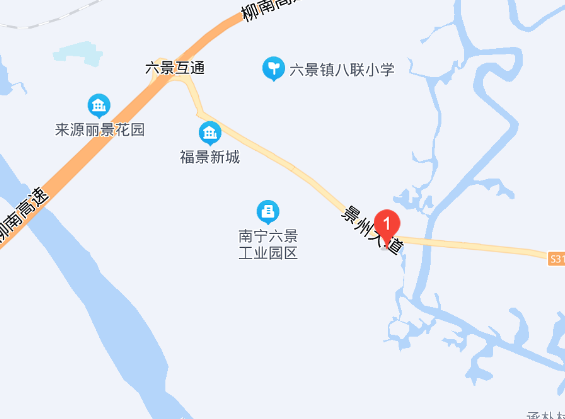 柳南高
六景互通
六景镇八联小学
来源丽景花园
福景新城
柳南高速
景州大道
1
南宁六景
工业园区
S31